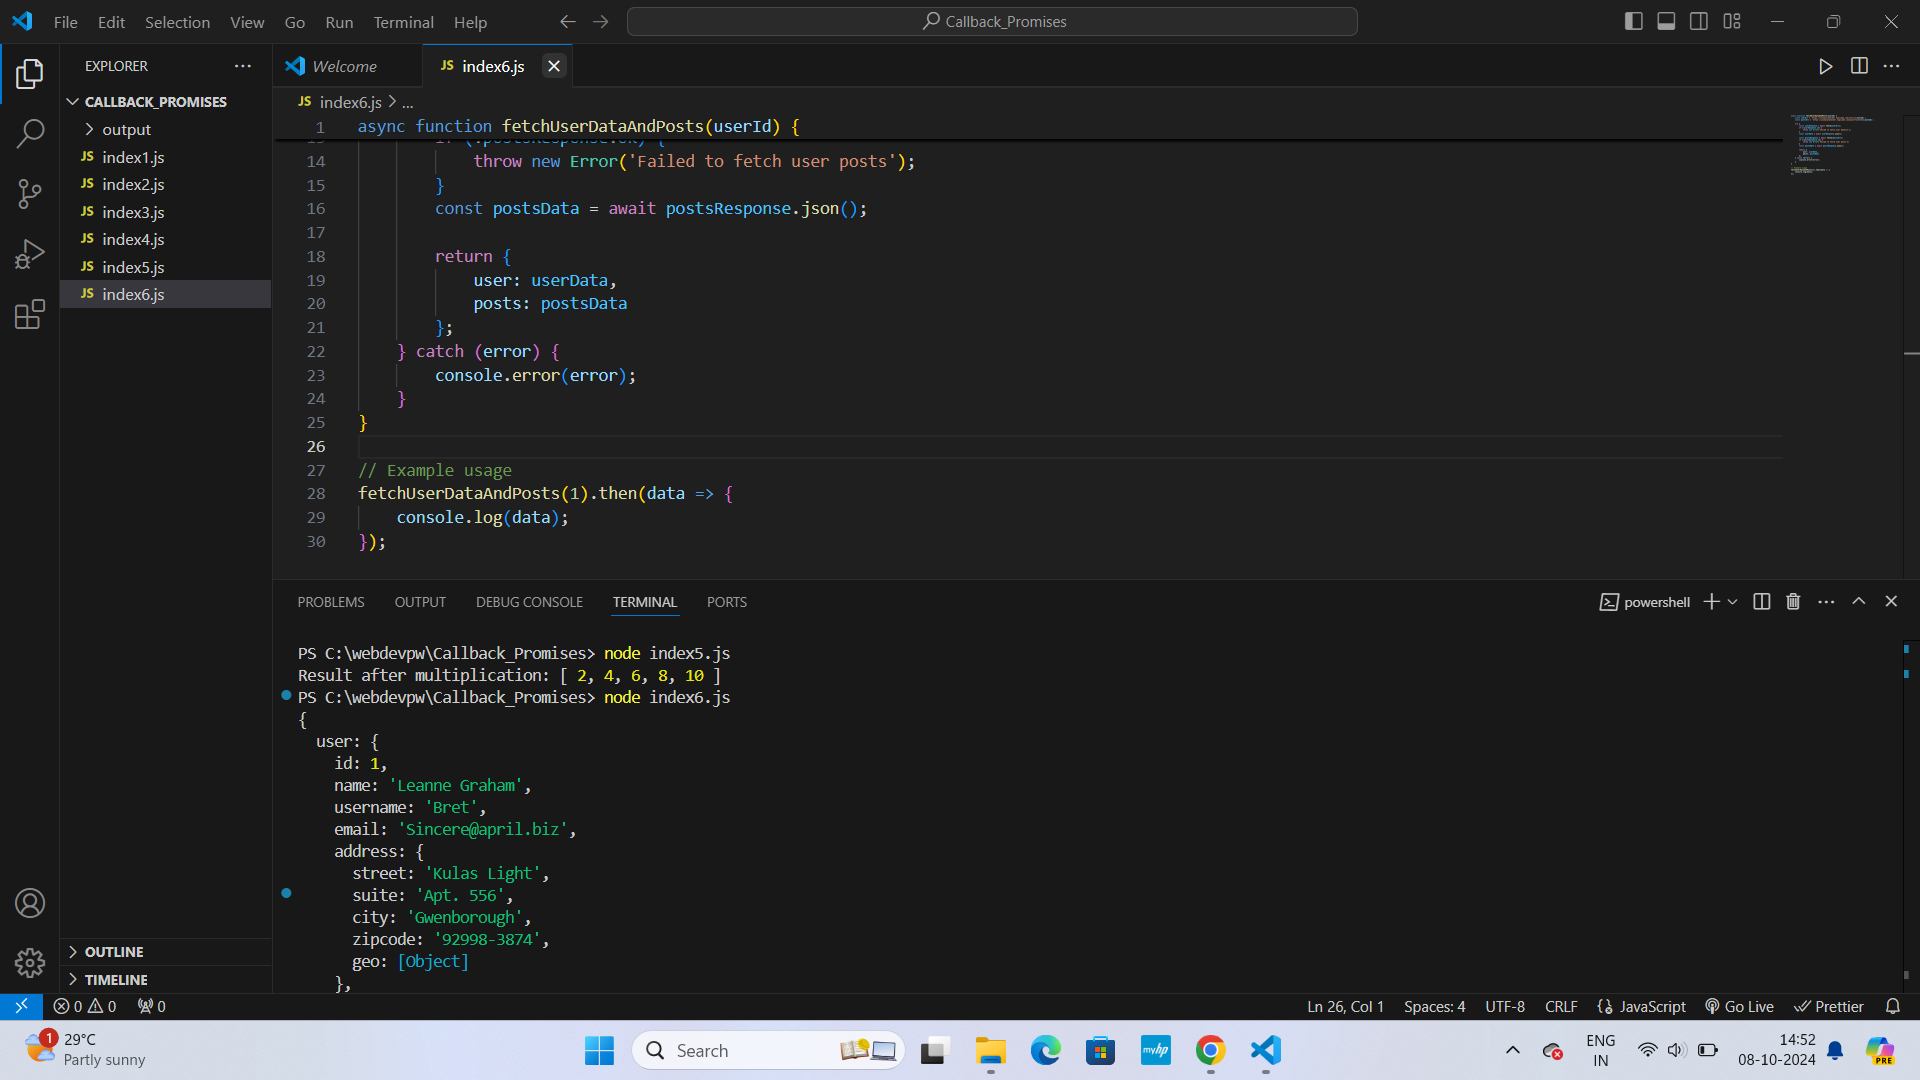 File Edit Selection View Go Run Terminal Help
Callback_Promises
EXPLORER
CALLBACK_PROMISES
output
JS index1.js
JS index2.js
JS index3.js
JS index4.js
JS index5.js
JS index6.js
OUTLINE
TIMELINE
Welcome
JS index6.js
JS index6.js > ...
1 async function fetchUserDataAndPosts(userId) {
14 throw new Error('Failed to fetch user posts');
15 }
16 const postsData = await postsResponse.json();
17
18 return {
19 user: userData,
20 posts: postsData
21 };
22 } catch (error) {
23 console.error(error);
24 }
25 }
26
27 // Example usage
28 fetchUserDataAndPosts(1).then(data => {
29 console.log(data);
30 });
PROBLEMS OUTPUT DEBUG CONSOLE TERMINAL PORTS
powershell
PS C:\webdevpw\Callback_Promises> node index5.js
Result after multiplication: [ 2, 4, 6, 8, 10 ]
PS C:\webdevpw\Callback_Promises> node index6.js
{
user: {
id: 1,
name: 'Leanne Graham',
username: 'Bret',
email: 'Sincere@april.biz',
address: {
street: 'Kulas Light',
suite: 'Apt. 556',
city: 'Gwenborough',
zipcode: '92998-3874',
geo: [Object]
},
0 0 0
Ln 26, Col 1 Spaces: 4 UTF-8 CRLF {} JavaScript Go Live Prettier
1
29°C
Partly sunny
Search
myhp
ENG
IN
14:52
08-10-2024
PRE